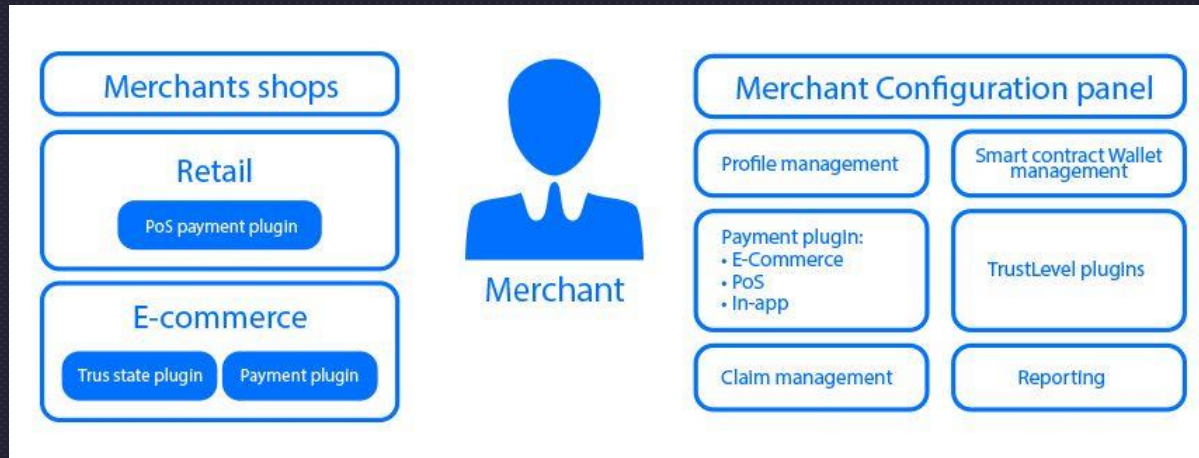 Merchants shops
Retail
PoS payment plugin
E-commerce
Trus state plugin
Payment plugin
Merchant
Merchant Configuration panel
Profile management
Smart contract Wallet
management
Payment plugin:
• E-Commerce
• PoS
• In-app
TrustLevel plugins
Claim management
Reporting